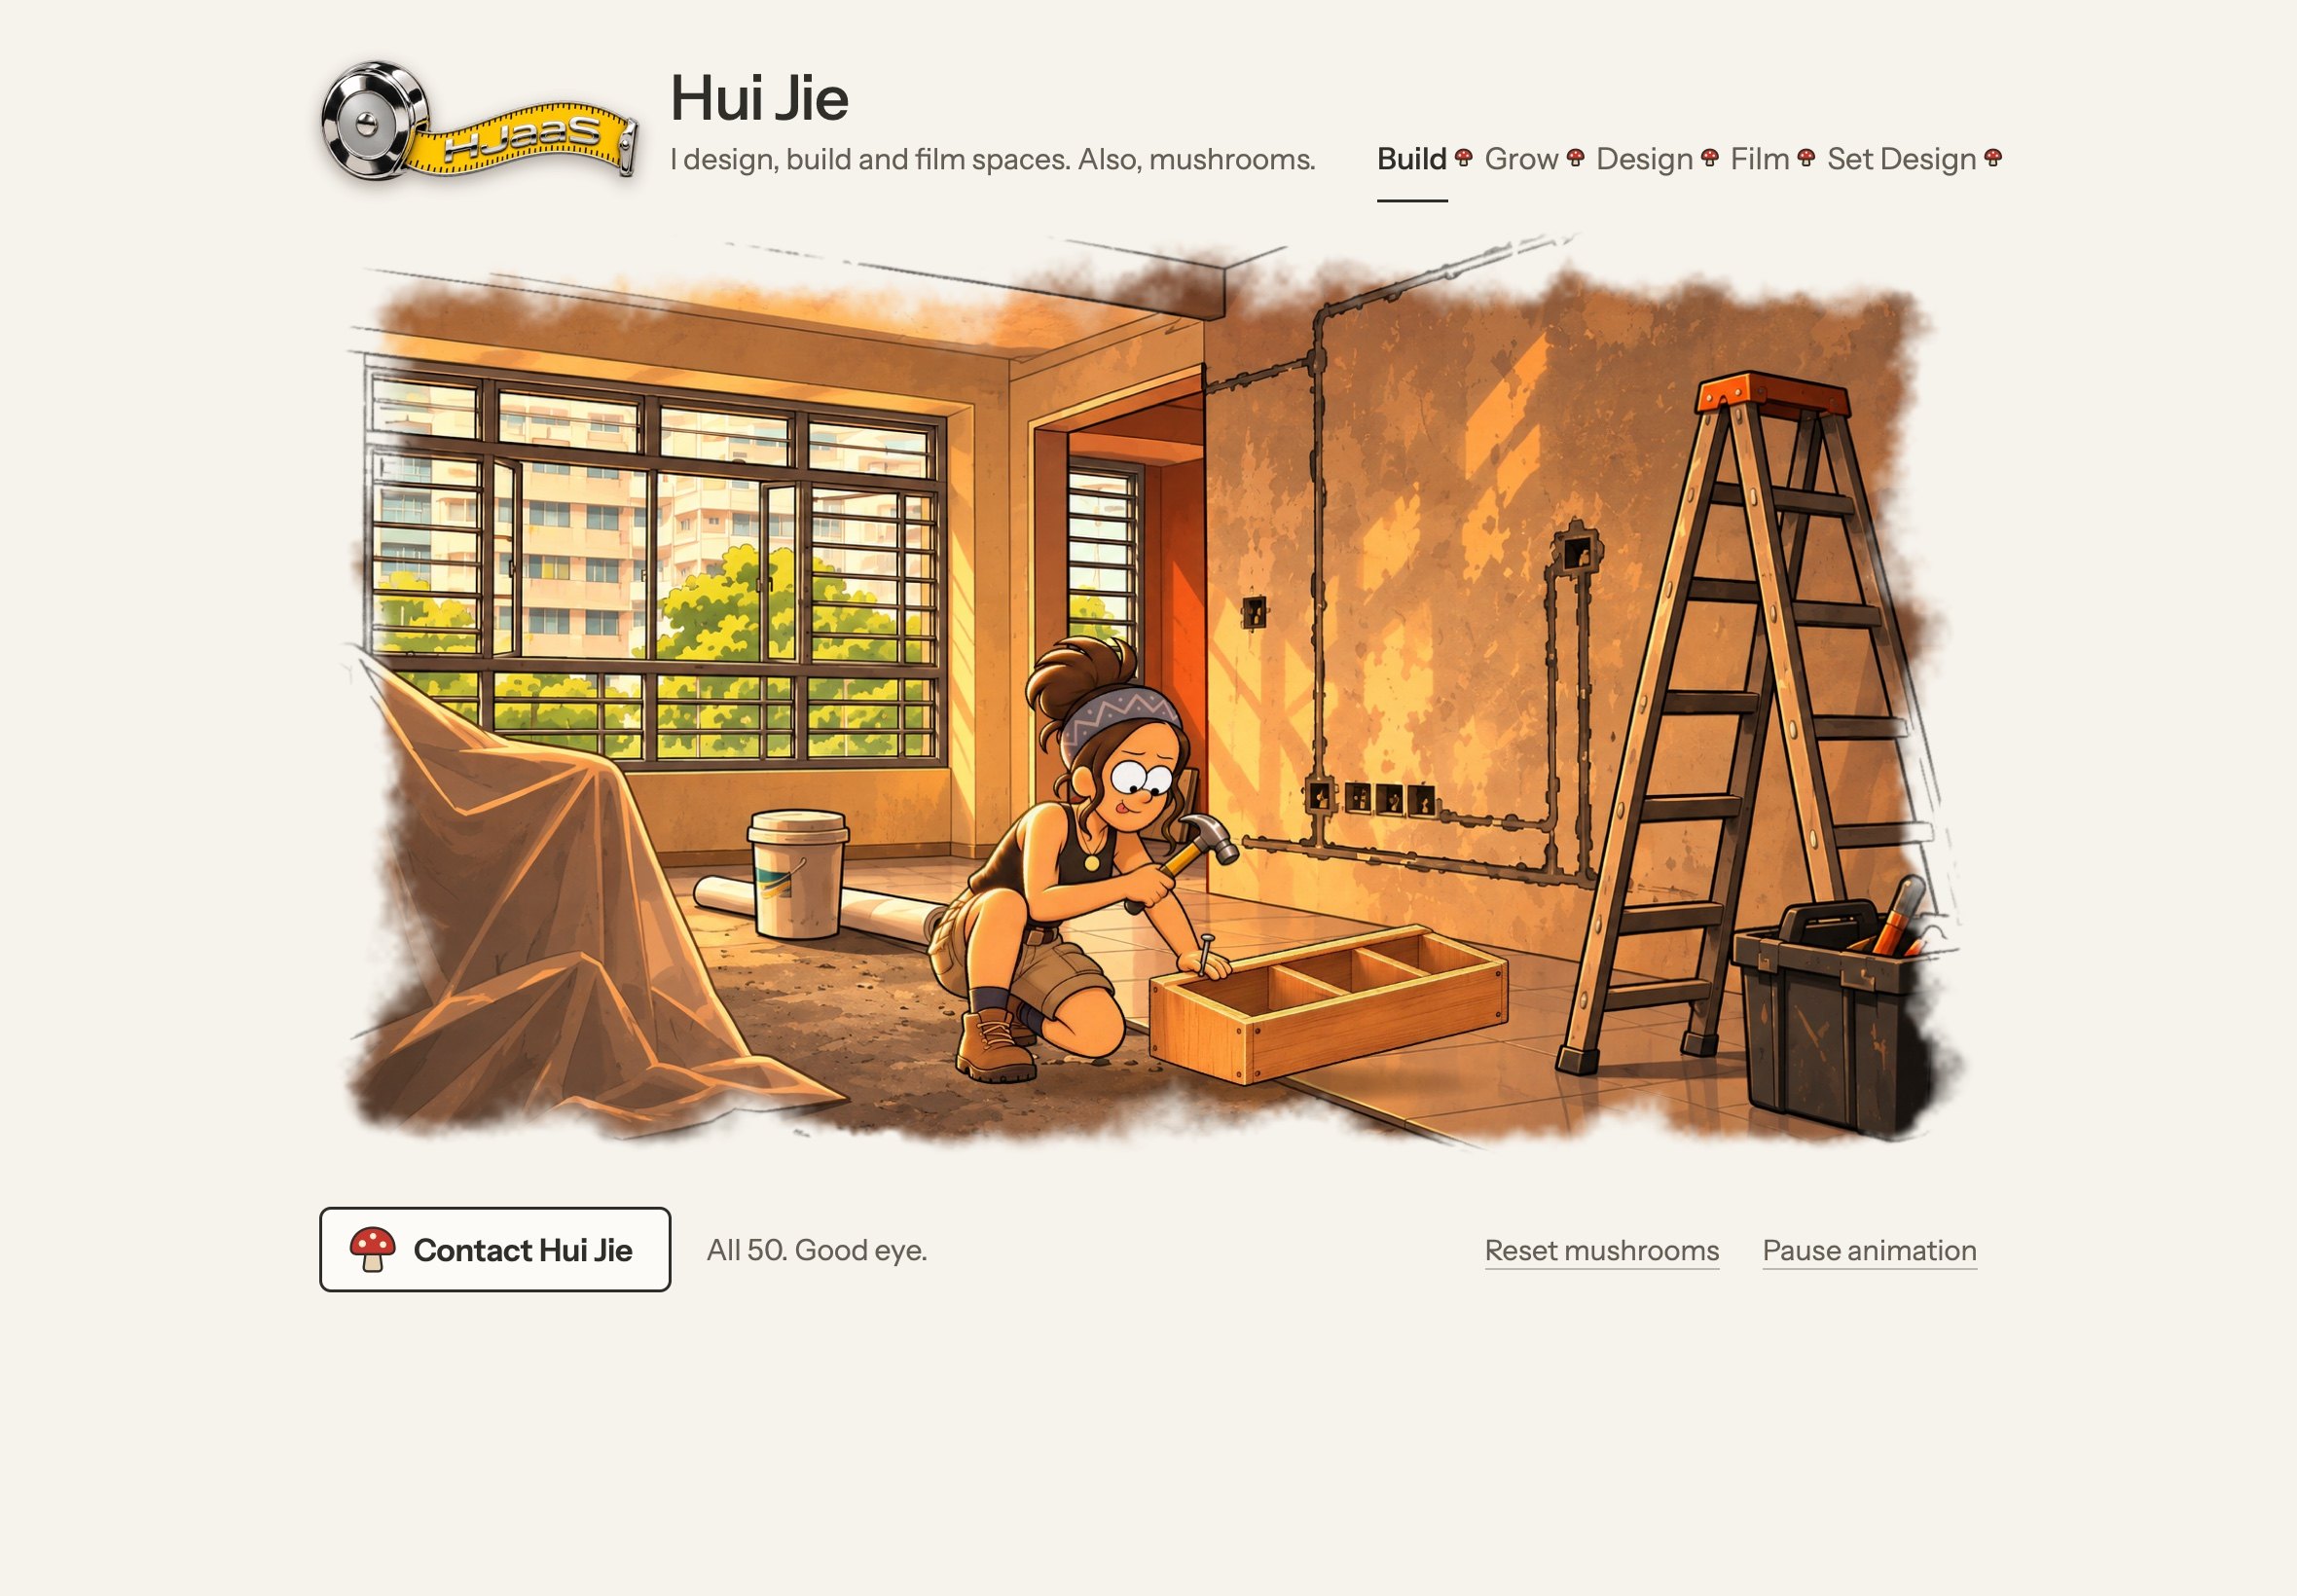 HJaaS
Hui Jie
I design, build and film spaces. Also, mushrooms.
Build Grow Design Film Set Design
Contact Hui Jie
All 50. Good eye.
Reset mushrooms
Pause animation